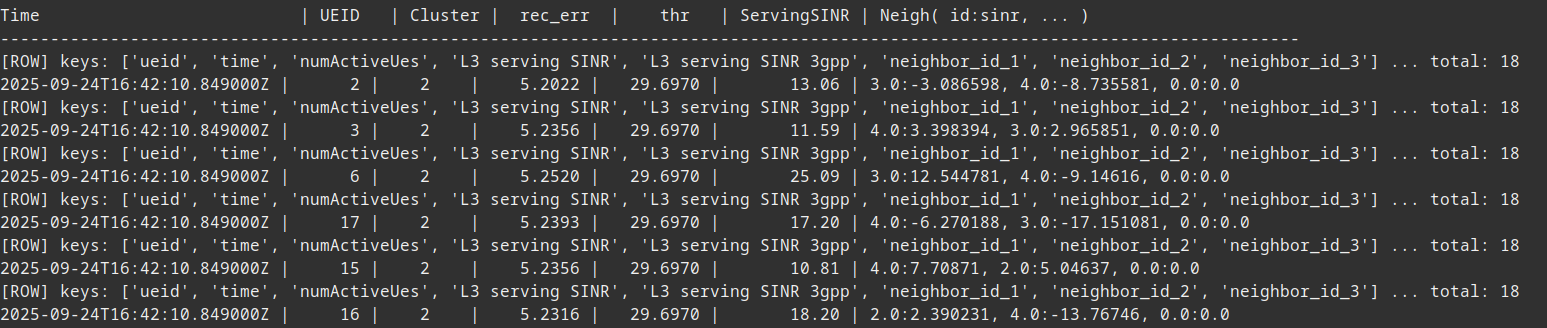 Time                              | UEID   | Cluster |  rec_err  |    thr   | ServingSINR | Neigh( id:sinr, ... )
----------------------------------------------------------------------------------------------------------------------------------
[ROW] keys: ['ueid', 'time', 'numActiveUes', 'L3 serving SINR', 'L3 serving SINR 3gpp', 'neighbor_id_1', 'neighbor_id_2', 'neighbor_id_3'] ... total: 18
2025-09-24T16:42:10.849000Z |      2 |    2    |    5.2022 |   29.6970 |       13.06 | 3.0:-3.086598, 4.0:-8.735581, 0.0:0.0
[ROW] keys: ['ueid', 'time', 'numActiveUes', 'L3 serving SINR', 'L3 serving SINR 3gpp', 'neighbor_id_1', 'neighbor_id_2', 'neighbor_id_3'] ... total: 18
2025-09-24T16:42:10.849000Z |      3 |    2    |    5.2356 |   29.6970 |       11.59 | 4.0:3.398394, 3.0:2.965851, 0.0:0.0
[ROW] keys: ['ueid', 'time', 'numActiveUes', 'L3 serving SINR', 'L3 serving SINR 3gpp', 'neighbor_id_1', 'neighbor_id_2', 'neighbor_id_3'] ... total: 18
2025-09-24T16:42:10.849000Z |      6 |    2    |    5.2520 |   29.6970 |       25.09 | 3.0:12.544781, 4.0:-9.14616, 0.0:0.0
[ROW] keys: ['ueid', 'time', 'numActiveUes', 'L3 serving SINR', 'L3 serving SINR 3gpp', 'neighbor_id_1', 'neighbor_id_2', 'neighbor_id_3'] ... total: 18
2025-09-24T16:42:10.849000Z |     17 |    2    |    5.2393 |   29.6970 |       17.20 | 4.0:-6.270188, 3.0:-17.151081, 0.0:0.0
[ROW] keys: ['ueid', 'time', 'numActiveUes', 'L3 serving SINR', 'L3 serving SINR 3gpp', 'neighbor_id_1', 'neighbor_id_2', 'neighbor_id_3'] ... total: 18
2025-09-24T16:42:10.849000Z |     15 |    2    |    5.2356 |   29.6970 |       10.81 | 4.0:7.70871, 2.0:5.04637, 0.0:0.0
[ROW] keys: ['ueid', 'time', 'numActiveUes', 'L3 serving SINR', 'L3 serving SINR 3gpp', 'neighbor_id_1', 'neighbor_id_2', 'neighbor_id_3'] ... total: 18
2025-09-24T16:42:10.849000Z |     16 |    2    |    5.2316 |   29.6970 |       18.20 | 2.0:2.390231, 4.0:-13.76746, 0.0:0.0